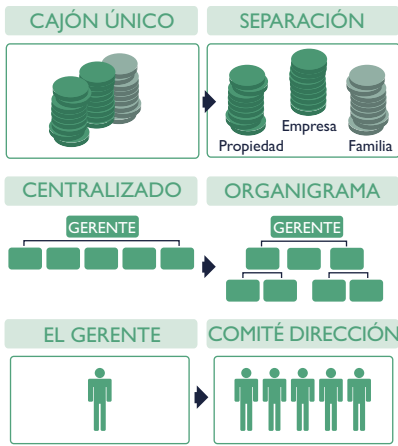 CAJÓN ÚNICO
SEPARACIÓN
Empresa
Propiedad
Familia
CENTRALIZADO
ORGANIGRAMA
GERENTE
GERENTE
EL GERENTE
COMITÉ DIRECCIÓN